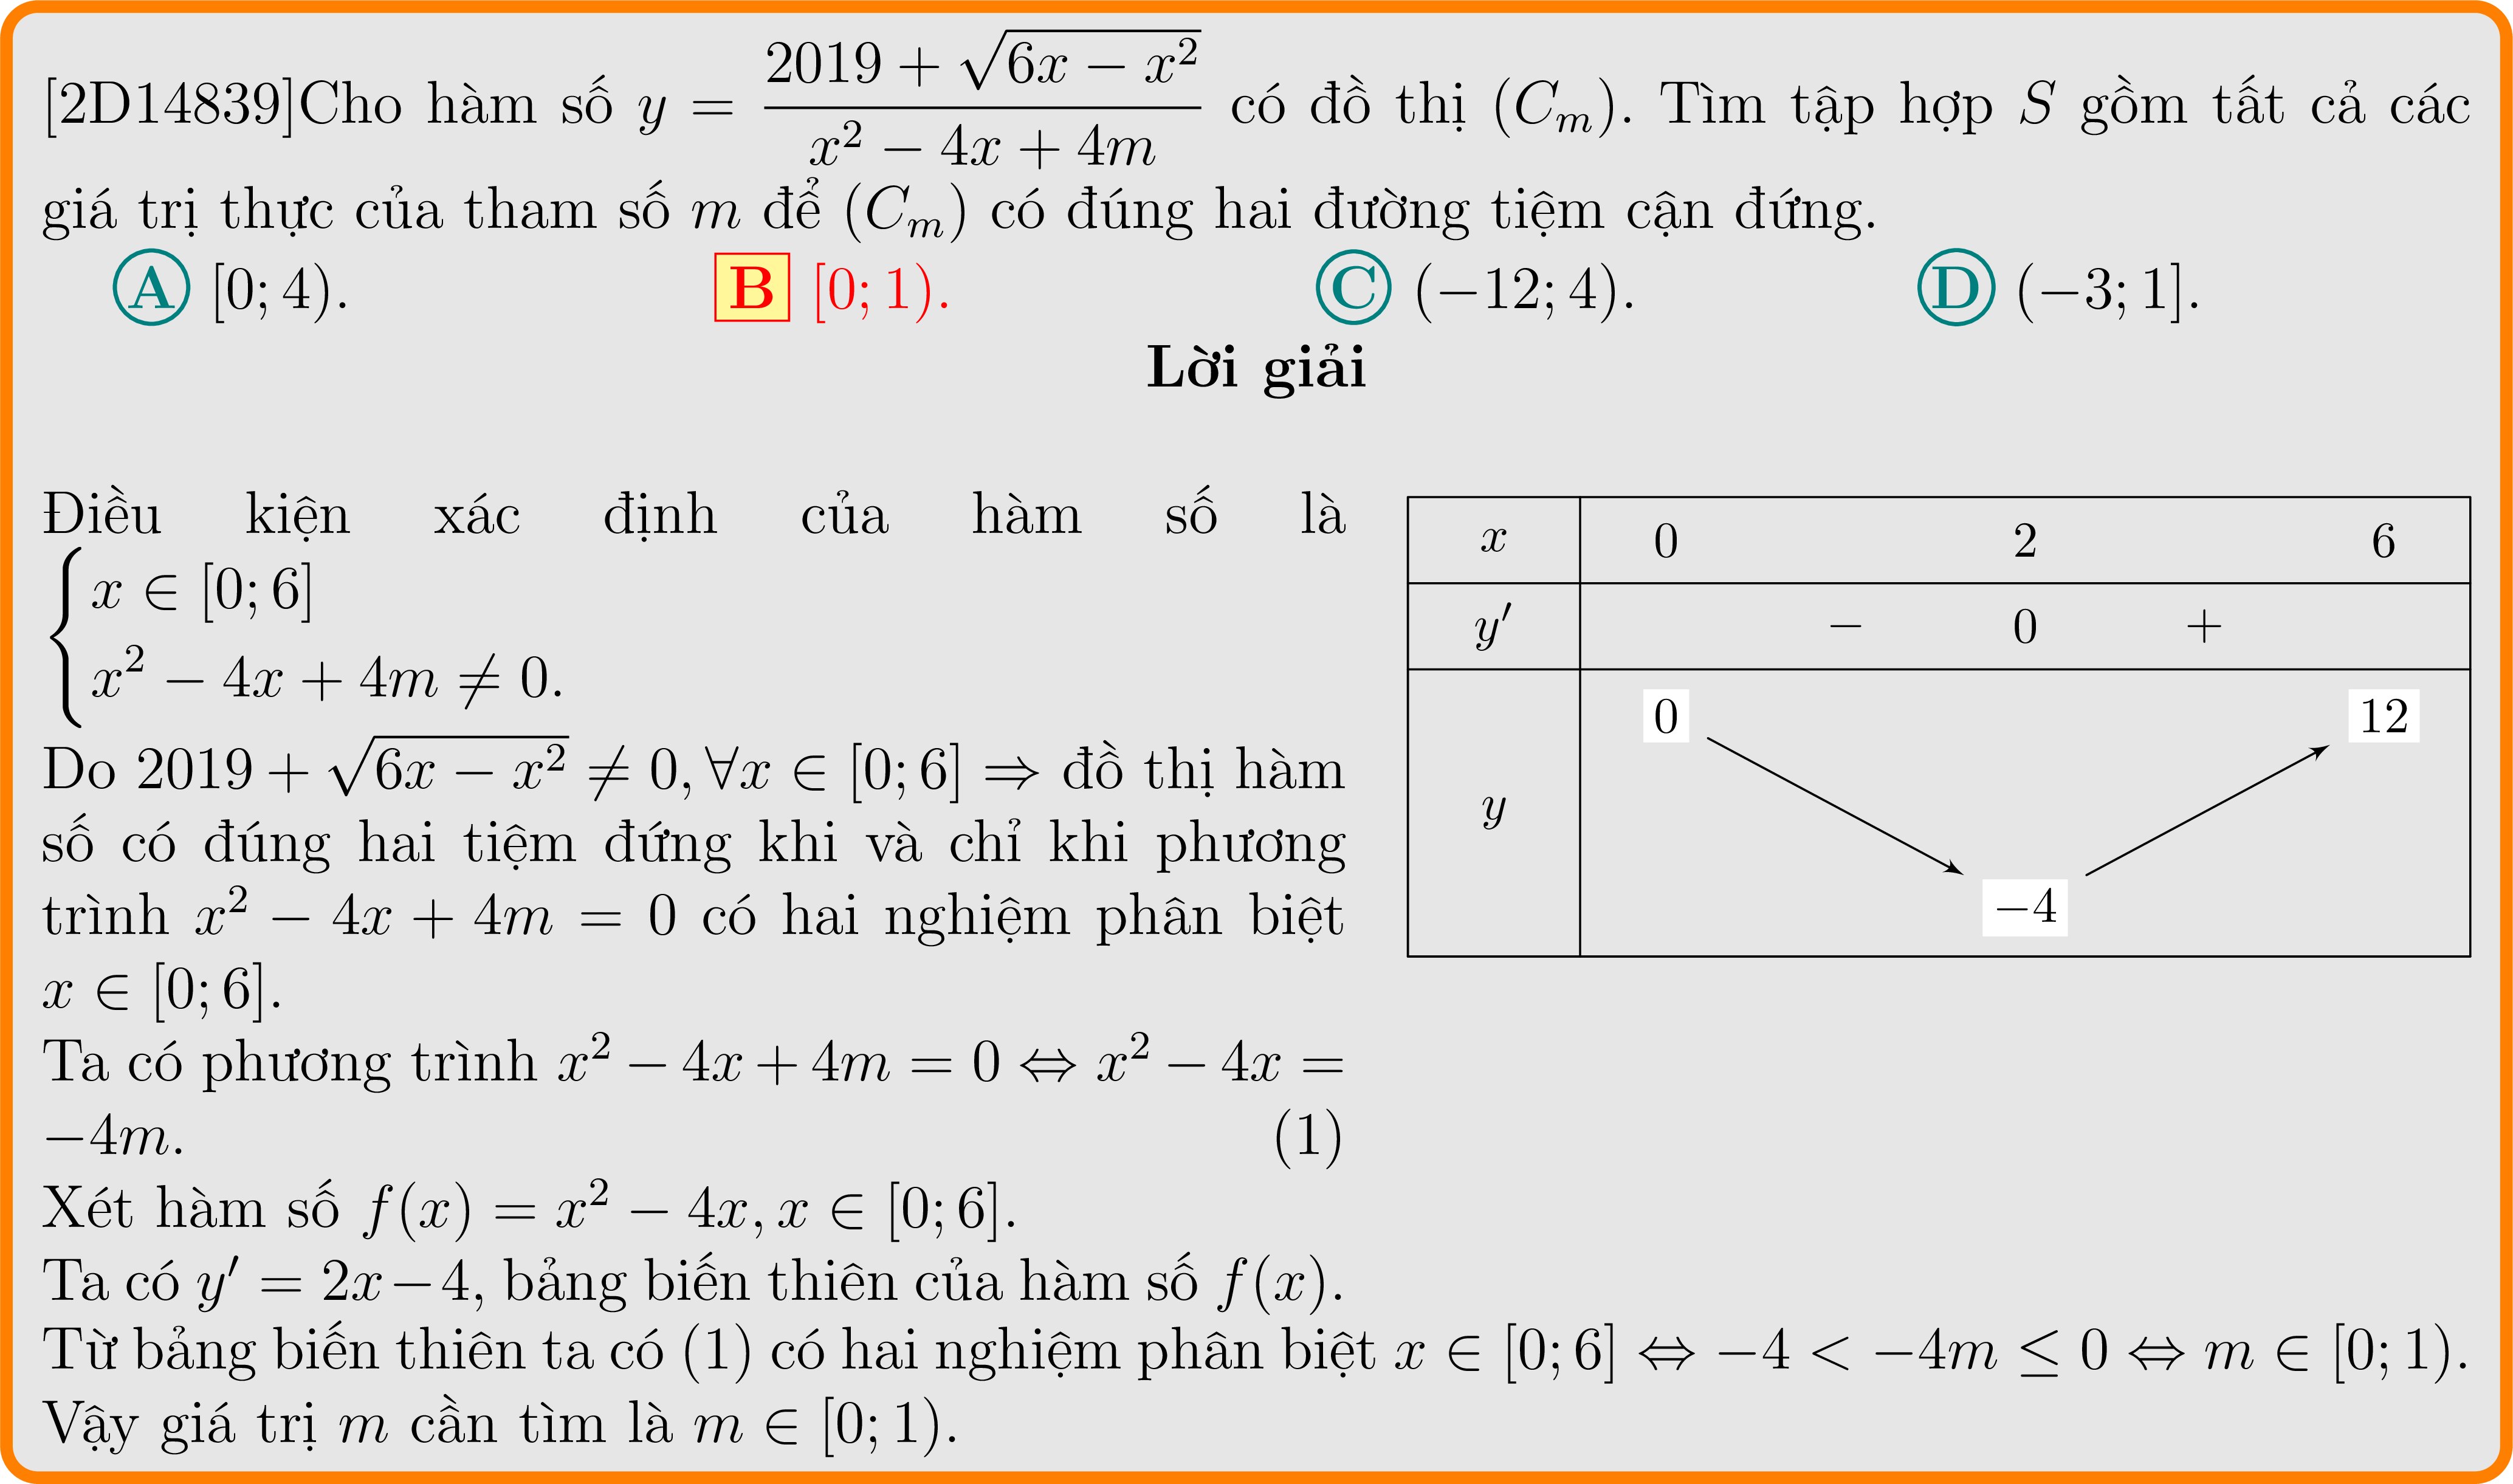 [2D14839]Cho hàm số $y = \dfrac{2019 + \sqrt{6x - x^2}}{x^2 - 4x + 4m}$ có đồ thị $(C_m)$. Tìm tập hợp $S$ gồm tất cả các
giá trị thực của tham số $m$ để $(C_m)$ có đúng hai đường tiệm cận đứng.
A [0; 4). B [0; 1). C (−12; 4). D (−3; 1].
Lời giải
Điều kiện xác định của hàm số là
$\begin{cases} x \in [0; 6] \\ x^2 - 4x + 4m \neq 0. \end{cases}$
Do $2019 + \sqrt{6x - x^2} \neq 0, \forall x \in [0; 6] \Rightarrow$ đồ thị hàm
số có đúng hai tiệm đứng khi và chỉ khi phương
trình $x^2 - 4x + 4m = 0$ có hai nghiệm phân biệt
$x \in [0; 6]$.
Ta có phương trình $x^2 - 4x + 4m = 0 \Leftrightarrow x^2 - 4x =$
$-4m$. (1)
Xét hàm số $f(x) = x^2 - 4x, x \in [0; 6]$.
Ta có $y' = 2x - 4$, bảng biến thiên của hàm số $f(x)$.
x 0 2 6
y′ − 0 +
y 0 −4 12
Từ bảng biến thiên ta có (1) có hai nghiệm phân biệt $x \in [0; 6] \Leftrightarrow -4 < -4m \leq 0 \Leftrightarrow m \in [0; 1)$.
Vậy giá trị $m$ cần tìm là $m \in [0; 1)$.